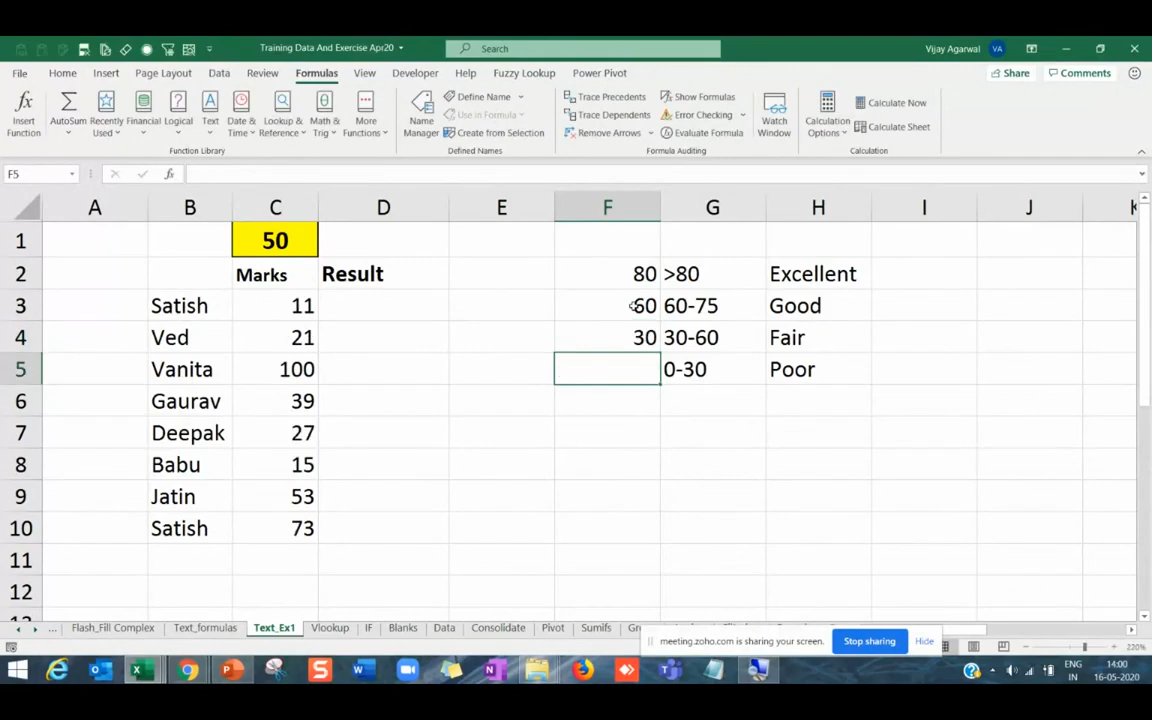 Training Data And Exercise Apr20
Search
Vijay Agarwal
VA
File Home Insert Page Layout Data Review Formulas View Developer Help Fuzzy Lookup Power Pivot
Share Comments
Insert Function
AutoSum
Recently Used
Financial
Logical
Text
Date & Time
Lookup & Reference
Math & Trig
More Functions
Function Library
Name Manager
Define Name
Use in Formula
Create from Selection
Defined Names
Trace Precedents
Trace Dependents
Remove Arrows
Show Formulas
Error Checking
Evaluate Formula
Formula Auditing
Watch Window
Calculation Options
Calculate Now
Calculate Sheet
Calculation
F5
fx
A B C D E F G H I J K
1 50
2 Marks Result 80 >80 Excellent
3 Satish 11 60 60-75 Good
4 Ved 21 30 30-60 Fair
5 Vanita 100 0-30 Poor
6 Gaurav 39
7 Deepak 27
8 Babu 15
9 Jatin 53
10 Satish 73
11
12
... Flash_Fill Complex Text_formulas Text_Ex1 Vlookup IF Blanks Data Consolidate Pivot Sumifs
meeting.zoho.com is sharing your screen. Stop sharing Hide
220%
ENG
IN
14:00
16-05-2020